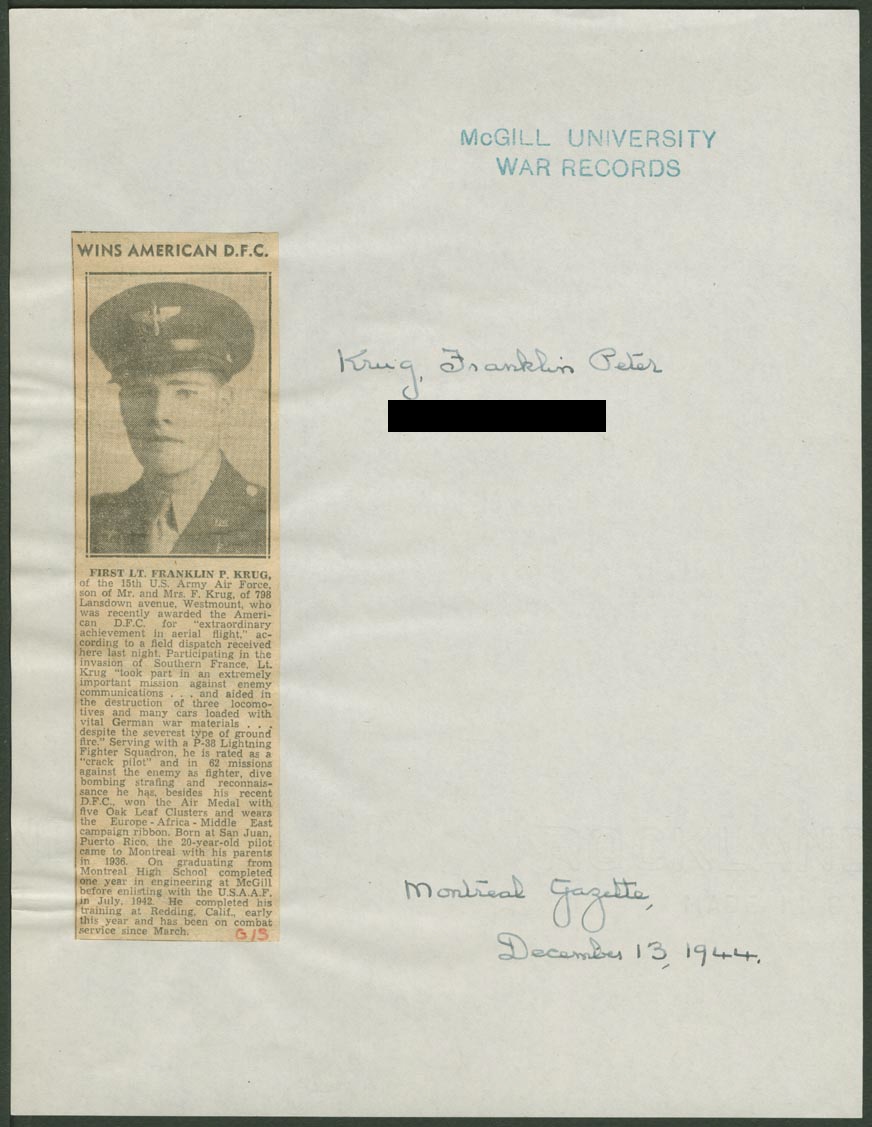 McGILL UNIVERSITY
WAR RECORDS
WINS AMERICAN D.F.C.
Krug, Franklin Peter
FIRST LT. FRANKLIN P. KRUG,
of the 15th U.S. Army Air Force,
son of Mr. and Mrs. F. Krug, of 798
Lansdown avenue, Westmount, who
was recently awarded the Ameri-
can D.F.C. for "extraordinary
achievement in aerial flight," ac-
cording to a field dispatch received
here last night. Participating in the
invasion of Southern France, Lt.
Krug "took part in an extremely
important mission against enemy
communications . . . and aided in
the destruction of three locomo-
tives and many cars loaded with
vital German war materials . . .
despite the severest type of ground
fire." Serving with a P-38 Lightning
Fighter Squadron, he is rated as a
"crack pilot" and in 62 missions
against the enemy as fighter, dive
bombing strafing and reconnais-
sance he has, besides his recent
D.F.C., won the Air Medal with
five Oak Leaf Clusters and wears
the Europe - Africa - Middle East
campaign ribbon. Born at San Juan,
Puerto Rico, the 20-year-old pilot
came to Montreal with his parents
in 1936. On graduating from
Montreal High School completed
one year in engineering at McGill
before enlisting with the U.S.A.A.F.
in July, 1942. He completed his
training at Redding, Calif., early
this year and has been on combat
service since March.
G/S
Montreal Gazette,
December 13, 1944.